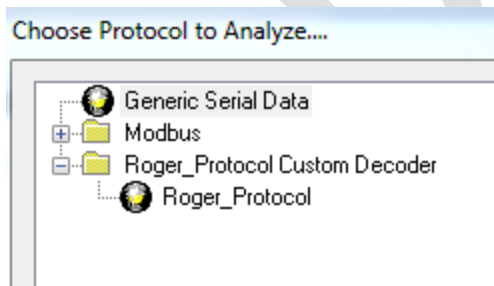 Choose Protocol to Analyze....
Generic Serial Data
Modbus
Roger_Protocol Custom Decoder
Roger_Protocol